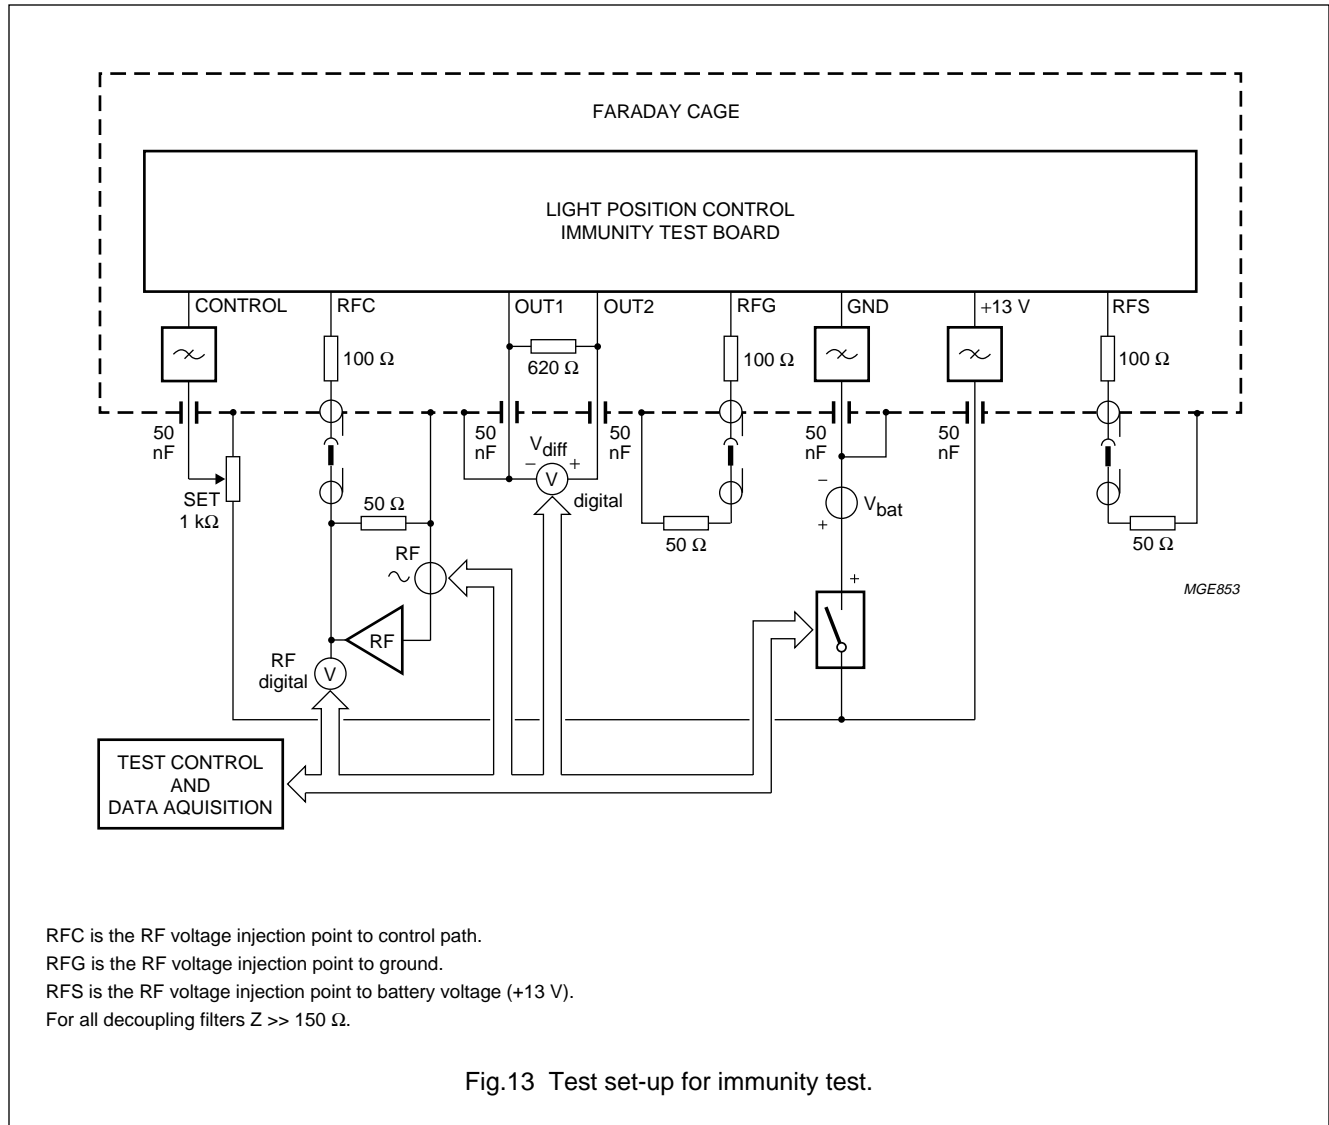 FARADAY CAGE
LIGHT POSITION CONTROL
IMMUNITY TEST BOARD
CONTROL
RFC
OUT1
OUT2
RFG
GND
+13 V
RFS
100 Ω
620 Ω
100 Ω
100 Ω
50
nF
50
nF
50
nF
50
nF
50
nF
Vdiff
− +
V
digital
SET
1 kΩ
50 Ω
−
Vbat
+
50 Ω
50 Ω
RF
+
MGE853
RF
RF
digital
V
TEST CONTROL
AND
DATA AQUISITION
RFC is the RF voltage injection point to control path.
RFG is the RF voltage injection point to ground.
RFS is the RF voltage injection point to battery voltage (+13 V).
For all decoupling filters Z >> 150 Ω.
Fig.13 Test set-up for immunity test.